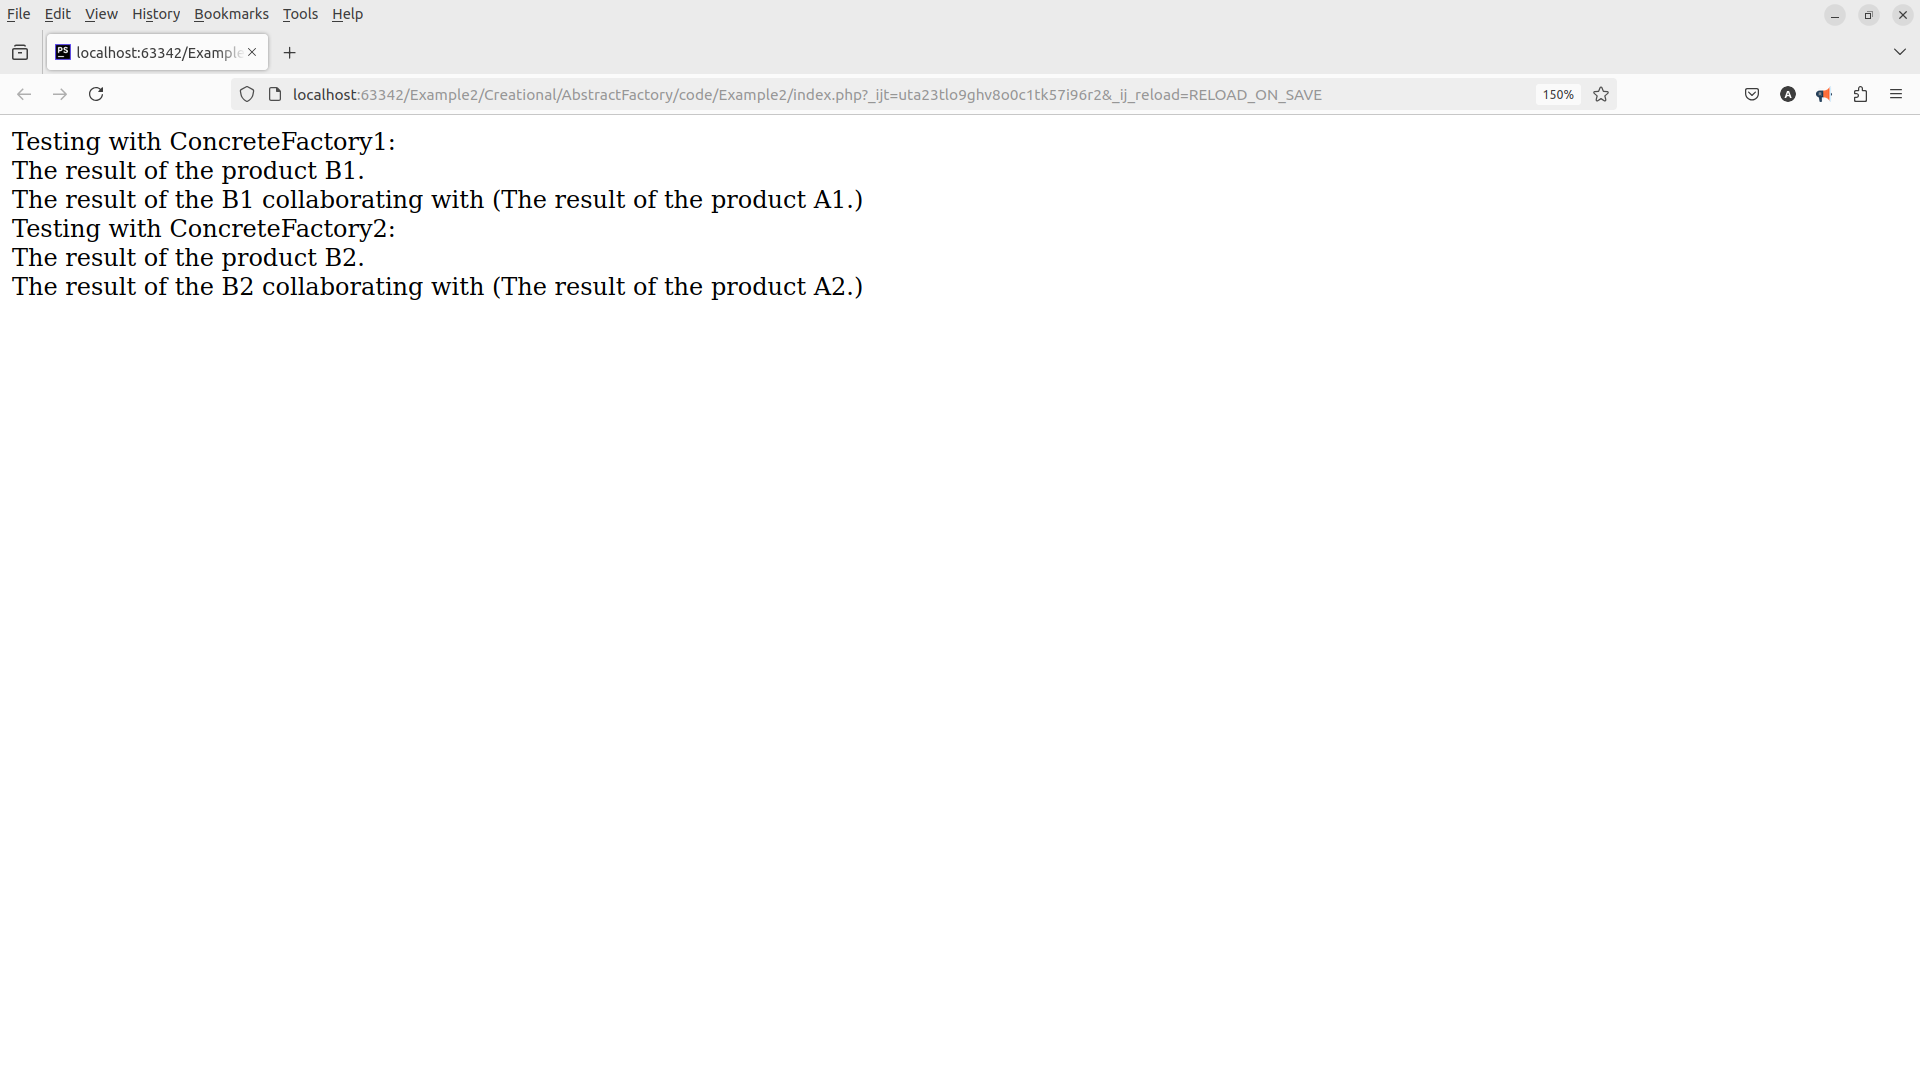 File Edit View History Bookmarks Tools Help
PS localhost:63342/Example
localhost:63342/Example2/Creational/AbstractFactory/code/Example2/index.php?_ijt=uta23tlo9ghv8o0c1tk57i96r2&_ij_reload=RELOAD_ON_SAVE 150% A
Testing with ConcreteFactory1:
The result of the product B1.
The result of the B1 collaborating with (The result of the product A1.)
Testing with ConcreteFactory2:
The result of the product B2.
The result of the B2 collaborating with (The result of the product A2.)